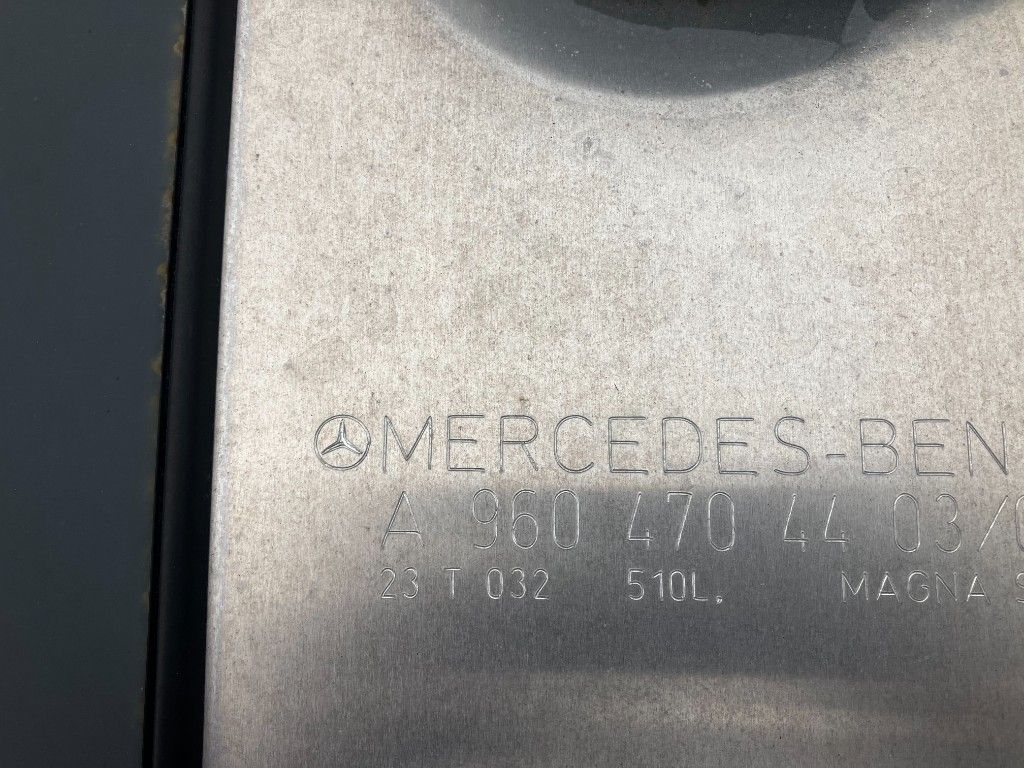 MERCEDES-BEN
A 960 470 44 03/
23 T 032 510L. MAGNA S